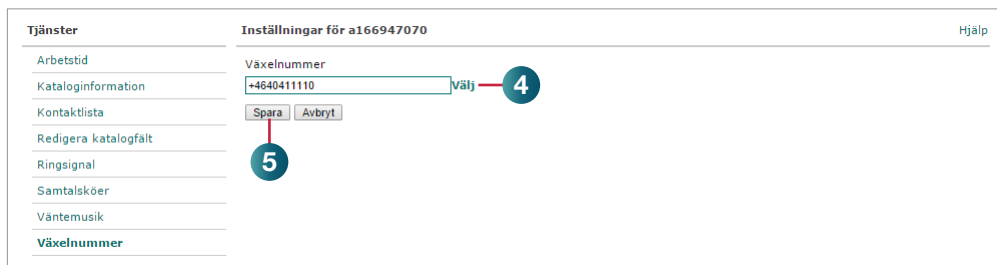 Tjänster
Arbetstid
Kataloginformation
Kontaktlista
Redigera katalogfält
Ringsignal
Samtalsköer
Väntemusik
Växelnummer
Inställningar för a166947070
Hjälp
Växelnummer
+4640411110 Välj 4
Spara Avbryt
5